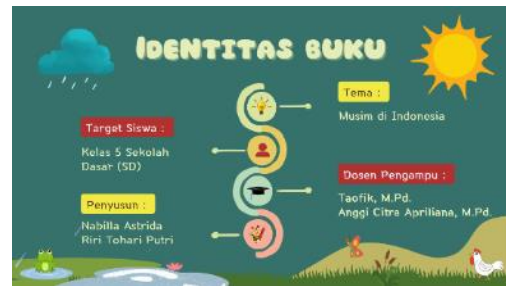 IDENTITAS BUKU
Tema :
Musim di Indonesia
Target Siswa :
Kelas 5 Sekolah
Dasar (SD)
Dosen Pengampu :
Taofik, M.Pd.
Anggi Citra Apriliana, M.Pd.
Penyusun :
Nabilla Astrida
Riri Tohari Putri